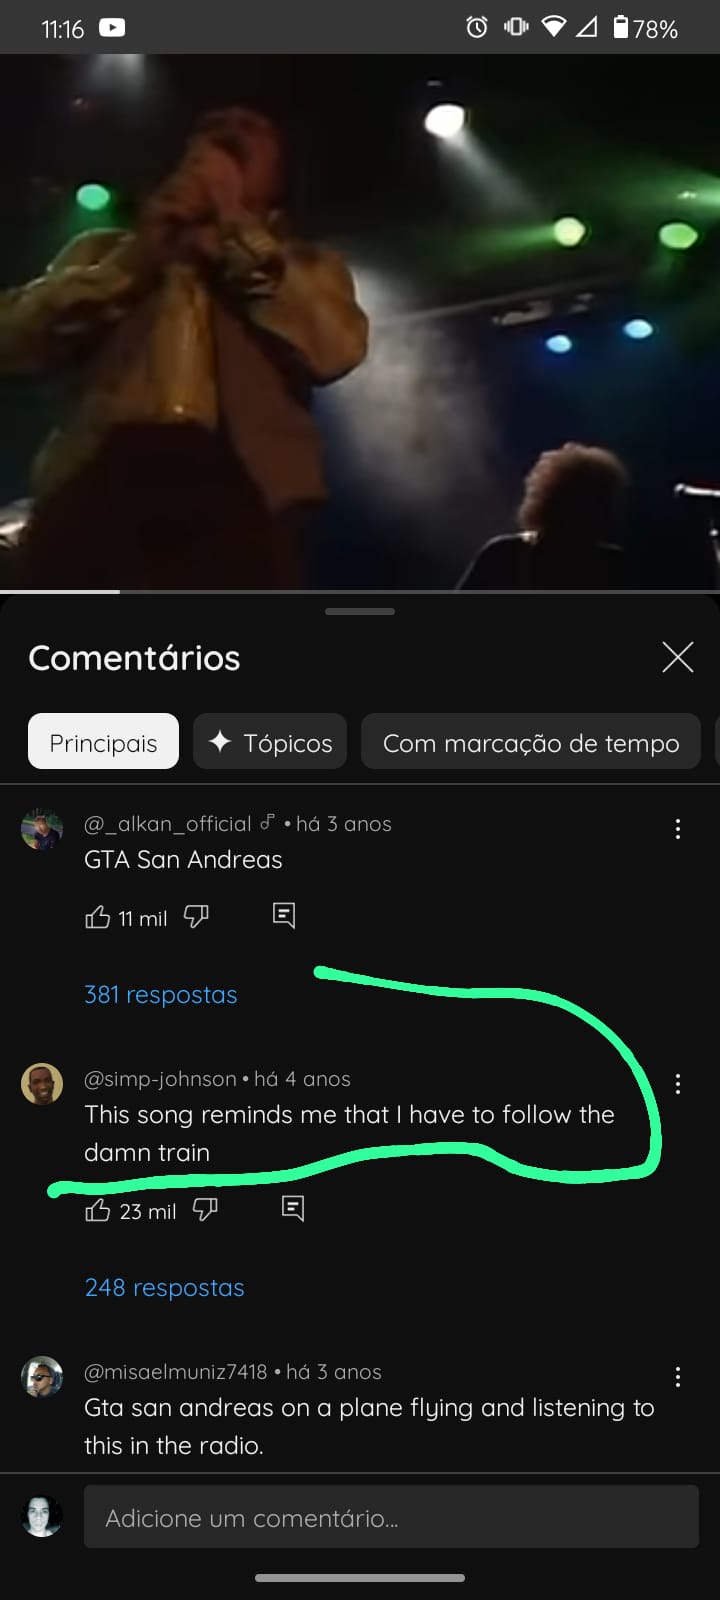 11:16 78%
Comentários
Principais Tópicos Com marcação de tempo
@_alkan_official • há 3 anos
GTA San Andreas
11 mil
381 respostas
@simp-johnson • há 4 anos
This song reminds me that I have to follow the
damn train
23 mil
248 respostas
@misaelmuniz7418 • há 3 anos
Gta san andreas on a plane flying and listening to
this in the radio.
Adicione um comentário...